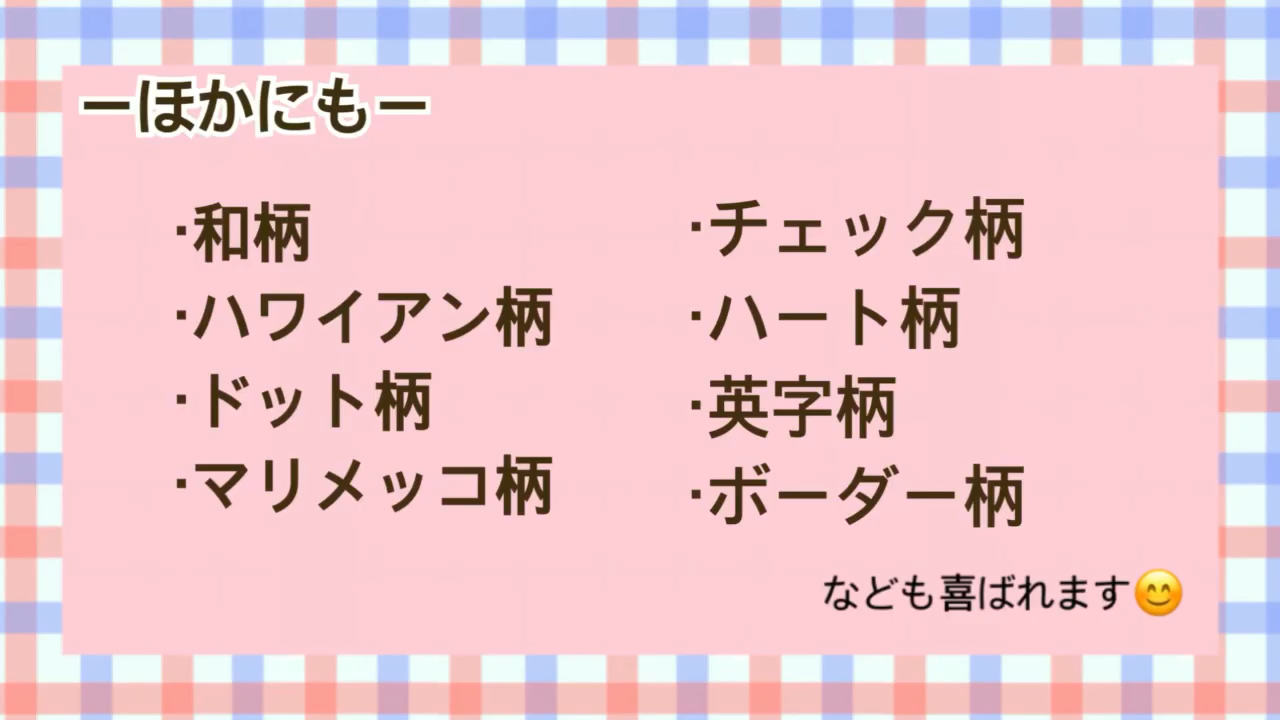 ーほかにもー
·和柄
·ハワイアン柄
·ドット柄
·マリメッコ柄
·チェック柄
·ハート柄
·英字柄
·ボーダー柄
なども喜ばれます😊